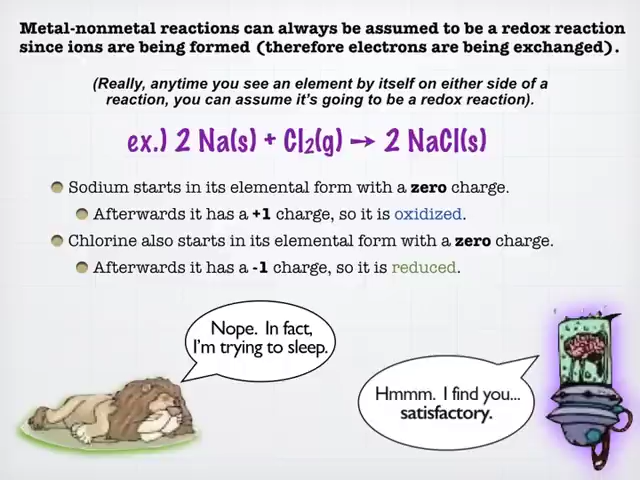 Metal-nonmetal reactions can always be assumed to be a redox reaction
since ions are being formed (therefore electrons are being exchanged).
(Really, anytime you see an element by itself on either side of a
reaction, you can assume it's going to be a redox reaction).
ex.) 2 Na(s) + Cl₂(g) → 2 NaCl(s)
Sodium starts in its elemental form with a zero charge.
Afterwards it has a +1 charge, so it is oxidized.
Chlorine also starts in its elemental form with a zero charge.
Afterwards it has a -1 charge, so it is reduced.
Nope. In fact,
I'm trying to sleep.
Hmmm. I find you...
satisfactory.